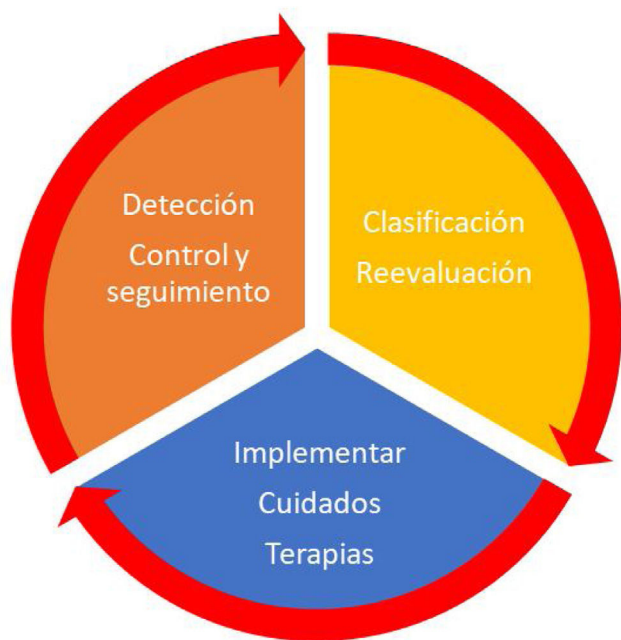 Detección
Control y
seguimiento
Clasificación
Reevaluación
Implementar
Cuidados
Terapias